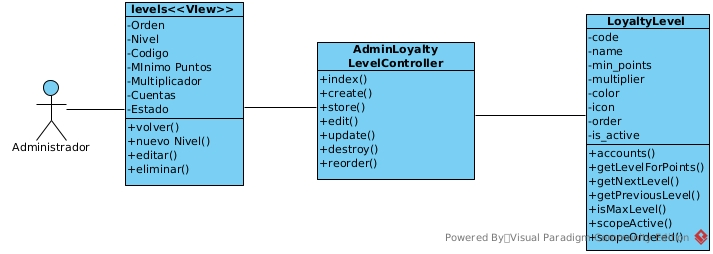 levels<<View>>
-Orden
-Nivel
-Codigo
-MInimo Puntos
-Multiplicador
-Cuentas
-Estado
+volver()
+nuevo Nivel()
+editar()
+eliminar()
Administrador
AdminLoyalty
LevelController
+index()
+create()
+store()
+edit()
+update()
+destroy()
+reorder()
LoyaltyLevel
-code
-name
-min_points
-multiplier
-color
-icon
-order
-is_active
+accounts()
+getLevelForPoints()
+getNextLevel()
+getPreviousLevel()
+isMaxLevel()
+scopeActive()
+scopeOrdered()
Powered By Visual Paradigm Community Edition